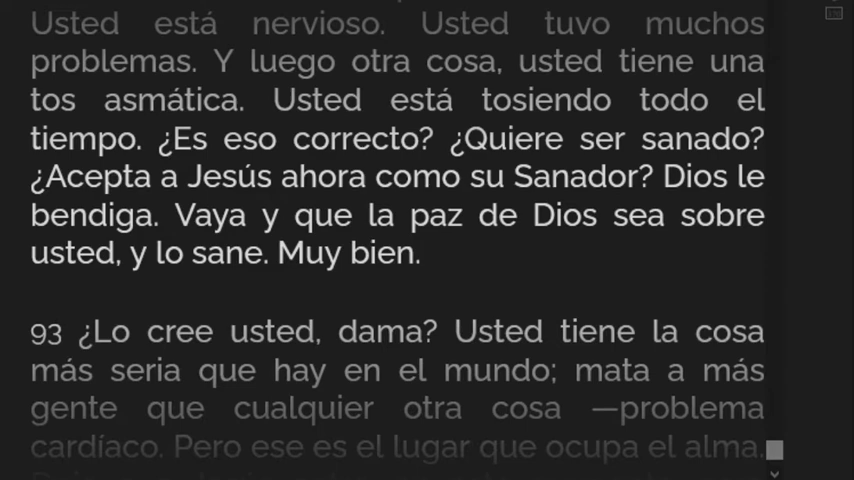 Usted está nervioso. Usted tuvo muchos
problemas. Y luego otra cosa, usted tiene una
tos asmática. Usted está tosiendo todo el
tiempo. ¿Es eso correcto? ¿Quiere ser sanado?
¿Acepta a Jesús ahora como su Sanador? Dios le
bendiga. Vaya y que la paz de Dios sea sobre
usted, y lo sane. Muy bien.
93 ¿Lo cree usted, dama? Usted tiene la cosa
más seria que hay en el mundo; mata a más
gente que cualquier otra cosa —problema
cardíaco. Pero ese es el lugar que ocupa el alma.